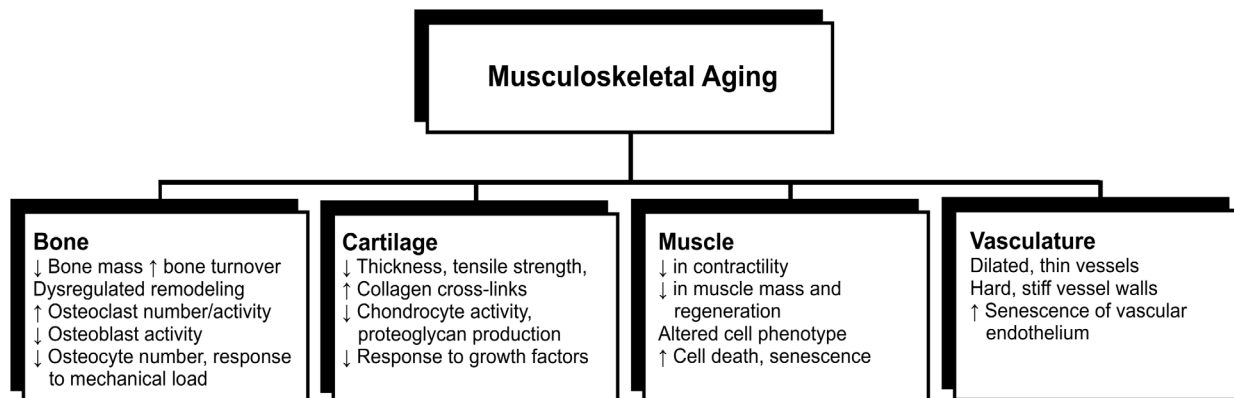 Musculoskeletal Aging
Bone
↓ Bone mass ↑ bone turnover
Dysregulated remodeling
↑ Osteoclast number/activity
↓ Osteoblast activity
↓ Osteocyte number, response
to mechanical load
Cartilage
↓ Thickness, tensile strength,
↑ Collagen cross-links
↓ Chondrocyte activity,
proteoglycan production
↓ Response to growth factors
Muscle
↓ in contractility
↓ in muscle mass and
regeneration
Altered cell phenotype
↑ Cell death, senescence
Vasculature
Dilated, thin vessels
Hard, stiff vessel walls
↑ Senescence of vascular
endothelium